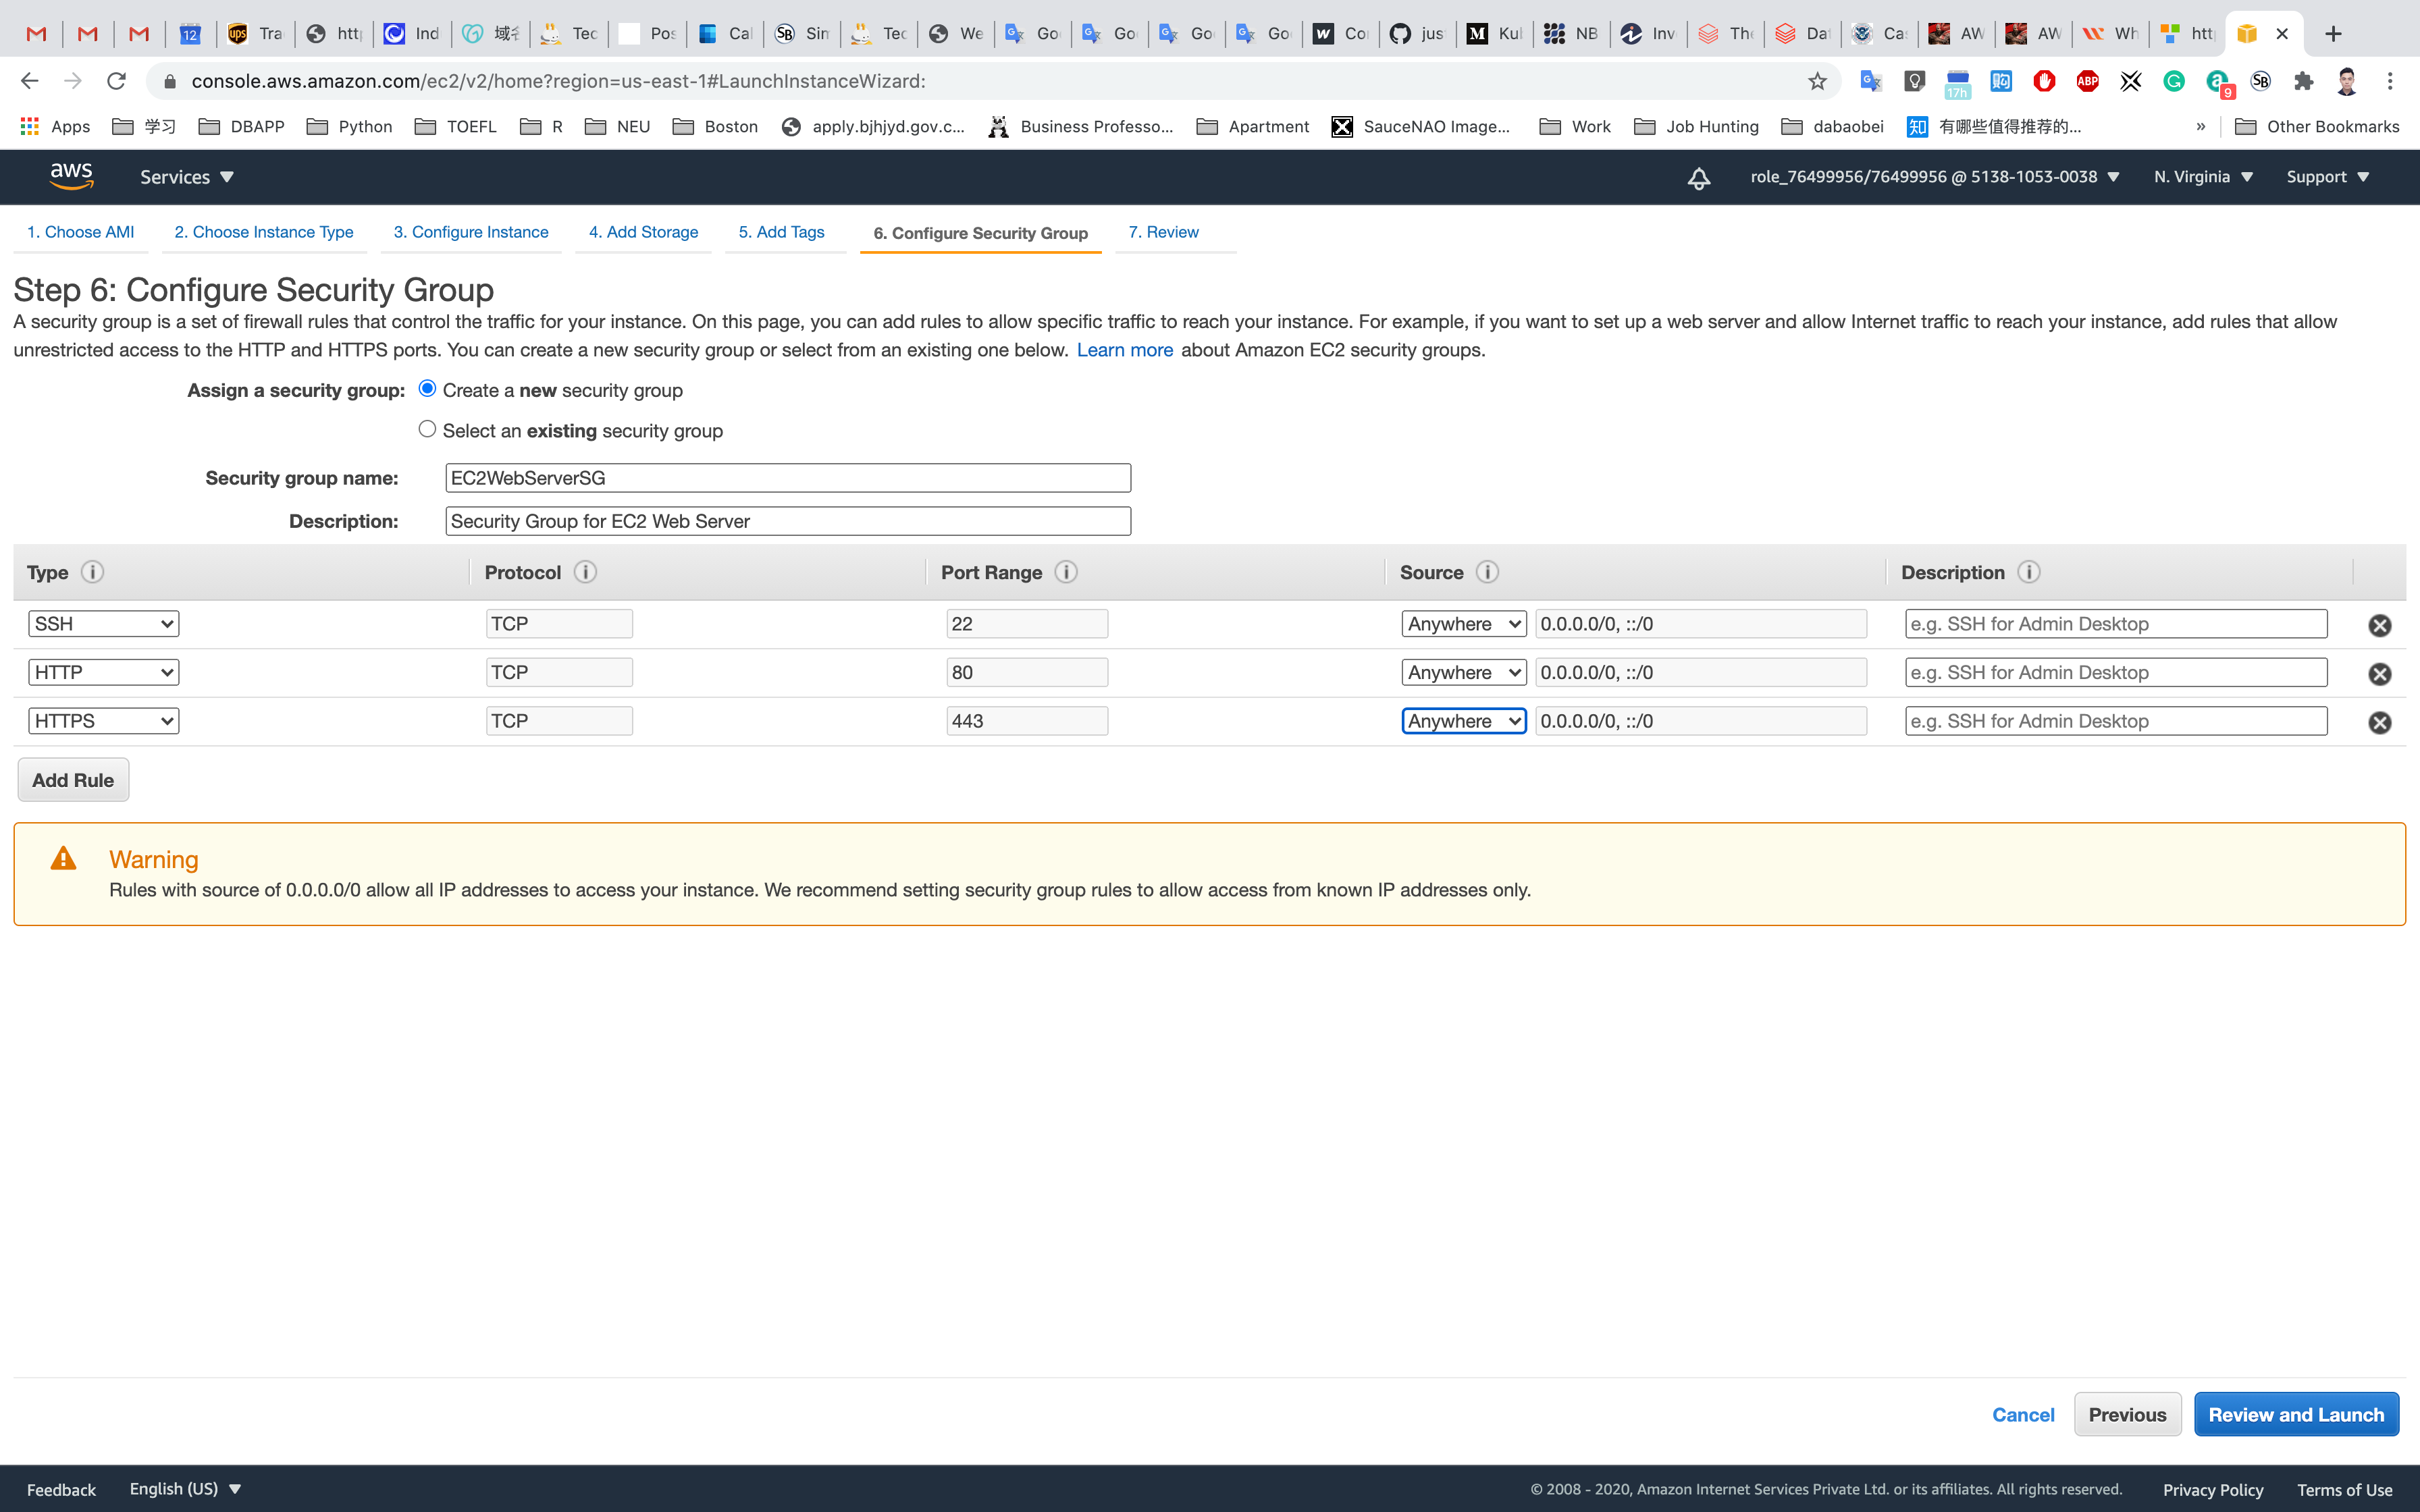 12 Tra htt Ind 域名 Tec Pos Cal Sim Tec We Goo Goo Goo Goo Con jus Kub NB Inv The Dat Cas AW AW Wh http
console.aws.amazon.com/ec2/v2/home?region=us-east-1#LaunchInstanceWizard:
17h ABP 9 SB
Apps 学习 DBAPP Python TOEFL R NEU Boston apply.bjhjyd.gov.c... Business Professo... Apartment SauceNAO Image... Work Job Hunting dabaobei 知 有哪些值得推荐的... » Other Bookmarks
aws Services role_76499956/76499956 @ 5138-1053-0038 N. Virginia Support
1. Choose AMI 2. Choose Instance Type 3. Configure Instance 4. Add Storage 5. Add Tags 6. Configure Security Group 7. Review
Step 6: Configure Security Group
A security group is a set of firewall rules that control the traffic for your instance. On this page, you can add rules to allow specific traffic to reach your instance. For example, if you want to set up a web server and allow Internet traffic to reach your instance, add rules that allow
unrestricted access to the HTTP and HTTPS ports. You can create a new security group or select from an existing one below. Learn more about Amazon EC2 security groups.
Assign a security group: Create a new security group
Select an existing security group
Security group name: EC2WebServerSG
Description: Security Group for EC2 Web Server
Type i Protocol i Port Range i Source i Description i
SSH TCP 22 Anywhere 0.0.0.0/0, ::/0 e.g. SSH for Admin Desktop
HTTP TCP 80 Anywhere 0.0.0.0/0, ::/0 e.g. SSH for Admin Desktop
HTTPS TCP 443 Anywhere 0.0.0.0/0, ::/0 e.g. SSH for Admin Desktop
Add Rule
Warning
Rules with source of 0.0.0.0/0 allow all IP addresses to access your instance. We recommend setting security group rules to allow access from known IP addresses only.
Cancel Previous Review and Launch
Feedback English (US) © 2008 - 2020, Amazon Internet Services Private Ltd. or its affiliates. All rights reserved. Privacy Policy Terms of Use